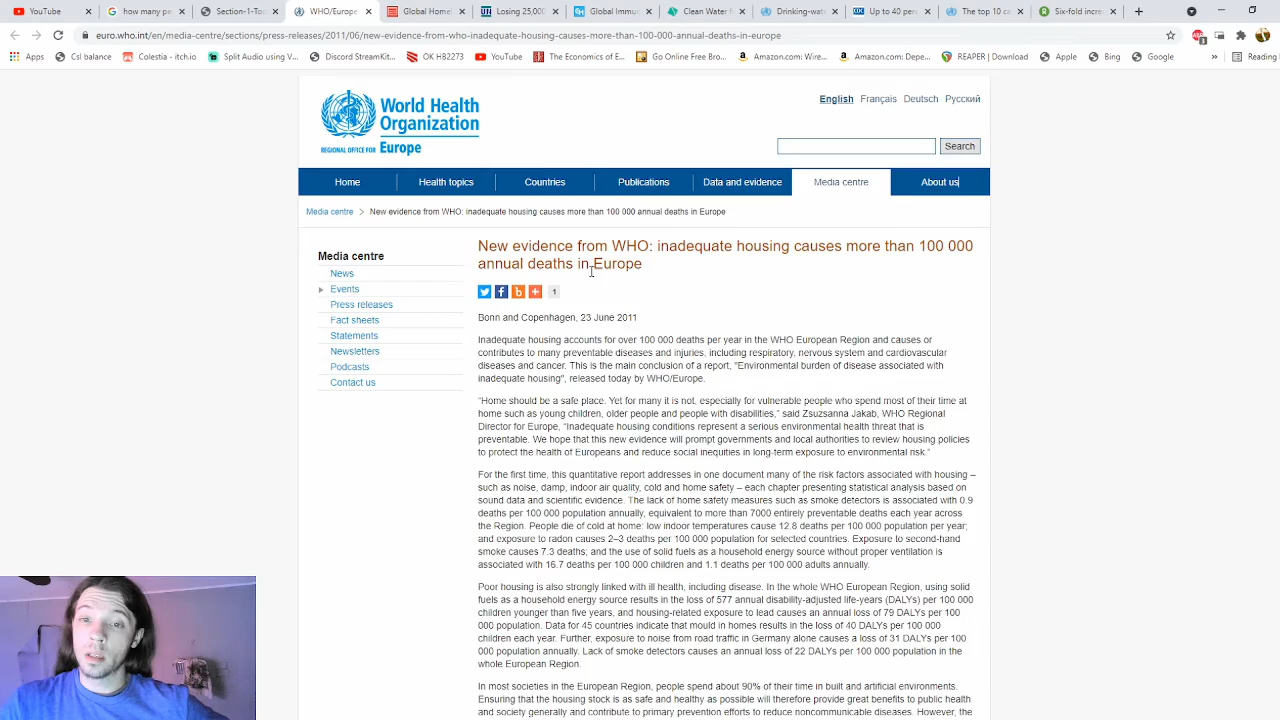 YouTube
how many pe
Section-1-To
WHO/Europe
Global Home
Losing 25,000
Global Immu
Clean Water f
Drinking-wat
Up to 40 per
The top 10 ca
Six-fold incre
euro.who.int/en/media-centre/sections/press-releases/2011/06/new-evidence-from-who-inadequate-housing-causes-more-than-100-000-annual-deaths-in-europe
Apps
Csl balance
Colestia - itch.io
Split Audio using V...
Discord StreamKit...
OK H82273
YouTube
The Economics of E...
Go Online Free Bro...
Amazon.com: Wire...
Amazon.com: Depe...
REAPER | Download
Apple
Bing
Google
»
Reading
World Health
Organization
REGIONAL OFFICE FOR Europe
English Français Deutsch Русский
Search
Home
Health topics
Countries
Publications
Data and evidence
Media centre
About us
Media centre > New evidence from WHO: inadequate housing causes more than 100 000 annual deaths in Europe
Media centre
News
Events
Press releases
Fact sheets
Statements
Newsletters
Podcasts
Contact us
New evidence from WHO: inadequate housing causes more than 100 000
annual deaths in Europe
1
Bonn and Copenhagen, 23 June 2011
Inadequate housing accounts for over 100 000 deaths per year in the WHO European Region and causes or
contributes to many preventable diseases and injuries, including respiratory, nervous system and cardiovascular
diseases and cancer. This is the main conclusion of a report, "Environmental burden of disease associated with
inadequate housing", released today by WHO/Europe.
"Home should be a safe place. Yet for many it is not, especially for vulnerable people who spend most of their time at
home such as young children, older people and people with disabilities," said Zsuzsanna Jakab, WHO Regional
Director for Europe, "Inadequate housing conditions represent a serious environmental health threat that is
preventable. We hope that this new evidence will prompt governments and local authorities to review housing policies
to protect the health of Europeans and reduce social inequities in long-term exposure to environmental risk."
For the first time, this quantitative report addresses in one document many of the risk factors associated with housing –
such as noise, damp, indoor air quality, cold and home safety – each chapter presenting statistical analysis based on
sound data and scientific evidence. The lack of home safety measures such as smoke detectors is associated with 0.9
deaths per 100 000 population annually, equivalent to more than 7000 entirely preventable deaths each year across
the Region. People die of cold at home: low indoor temperatures cause 12.8 deaths per 100 000 population per year;
and exposure to radon causes 2–3 deaths per 100 000 population for selected countries. Exposure to second-hand
smoke causes 7.3 deaths; and the use of solid fuels as a household energy source without proper ventilation is
associated with 16.7 deaths per 100 000 children and 1.1 deaths per 100 000 adults annually.
Poor housing is also strongly linked with ill health, including disease. In the whole WHO European Region, using solid
fuels as a household energy source results in the loss of 577 annual disability-adjusted life-years (DALYs) per 100 000
children younger than five years, and housing-related exposure to lead causes an annual loss of 79 DALYs per 100
000 population. Data for 45 countries indicate that mould in homes results in the loss of 40 DALYs per 100 000
children each year. Further, exposure to noise from road traffic in Germany alone causes a loss of 31 DALYs per 100
000 population annually. Lack of smoke detectors causes an annual loss of 22 DALYs per 100 000 population in the
whole European Region.
In most societies in the European Region, people spend about 90% of their time in built and artificial environments.
Ensuring that the housing stock is as safe and healthy as possible will therefore provide great benefits to public health
and society generally and contribute to primary prevention efforts to reduce noncommunicable diseases. However, the